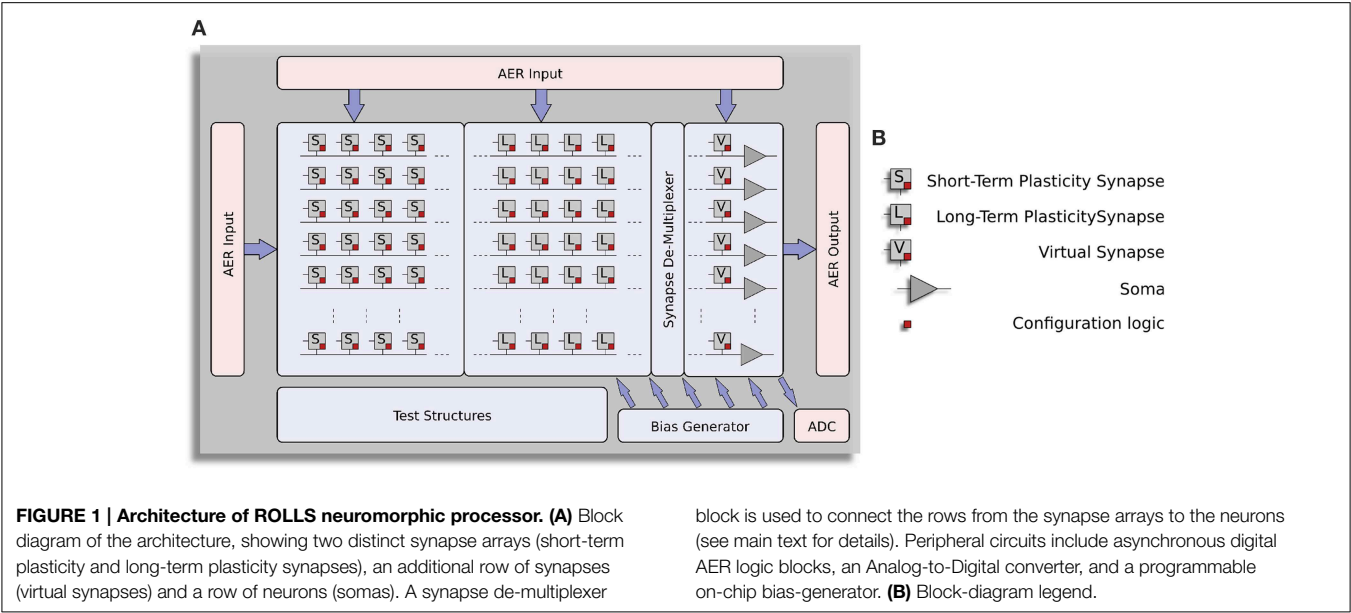 A
AER Input
AER Input
S S S S L L L L V
S S S S L L L L V
S S S S L L L L V
S S S S L L L L V
S S S S L L L L V
S S S S L L L L V
Synapse De-Multiplexer
AER Output
Test Structures
Bias Generator
ADC
B
S Short-Term Plasticity Synapse
L Long-Term PlasticitySynapse
V Virtual Synapse
Soma
Configuration logic
FIGURE 1 | Architecture of ROLLS neuromorphic processor. (A) Block
diagram of the architecture, showing two distinct synapse arrays (short-term
plasticity and long-term plasticity synapses), an additional row of synapses
(virtual synapses) and a row of neurons (somas). A synapse de-multiplexer
block is used to connect the rows from the synapse arrays to the neurons
(see main text for details). Peripheral circuits include asynchronous digital
AER logic blocks, an Analog-to-Digital converter, and a programmable
on-chip bias-generator. (B) Block-diagram legend.